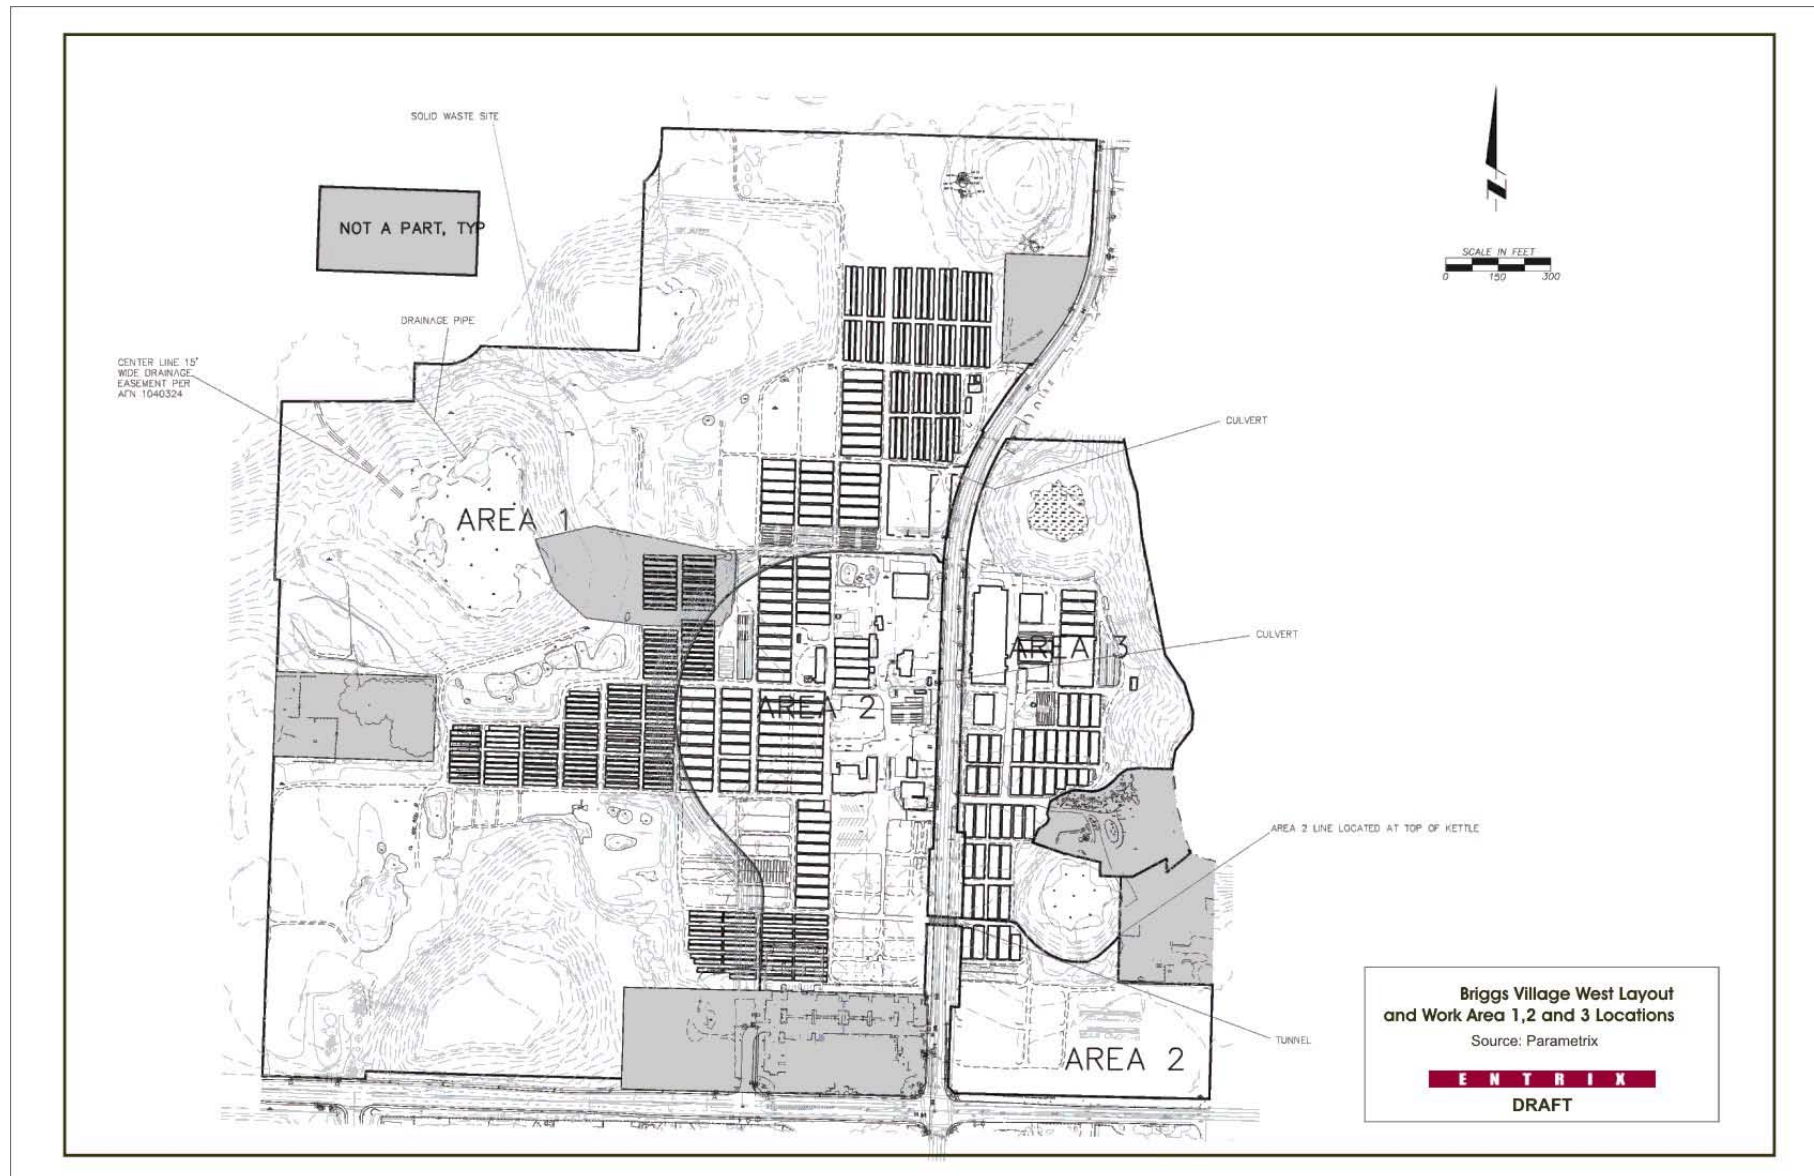 SOLID WASTE SITE
NOT A PART, TYP
SCALE IN FEET
0 150 300
DRAINAGE PIPE
CENTER LINE 15'
WIDE DRAINAGE
EASEMENT PER
AFN 1040324
CULVERT
AREA 1
CULVERT
AREA 3
AREA 2
AREA 2 LINE LOCATED AT TOP OF KETTLE
TUNNEL
AREA 2
Briggs Village West Layout
and Work Area 1,2 and 3 Locations
Source: Parametrix
ENTRIX
DRAFT